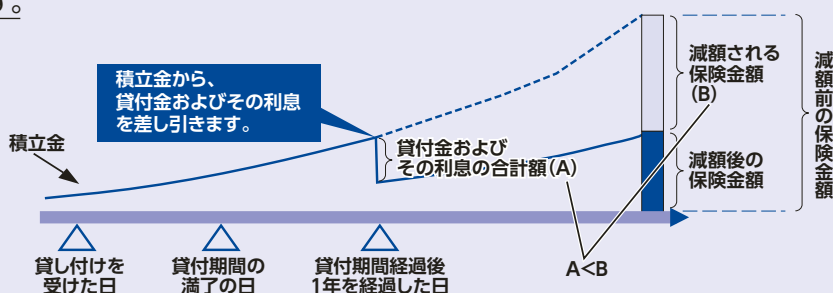 。
積立金から、
貸付金およびその利息
を差し引きます。
積立金
貸付金および
その利息の合計額(A)
減額される
保険金額
(B)
減額後の
保険金額
減額前の保険金額
貸し付けを
受けた日
貸付期間の
満了の日
貸付期間経過後
1年を経過した日
A<B